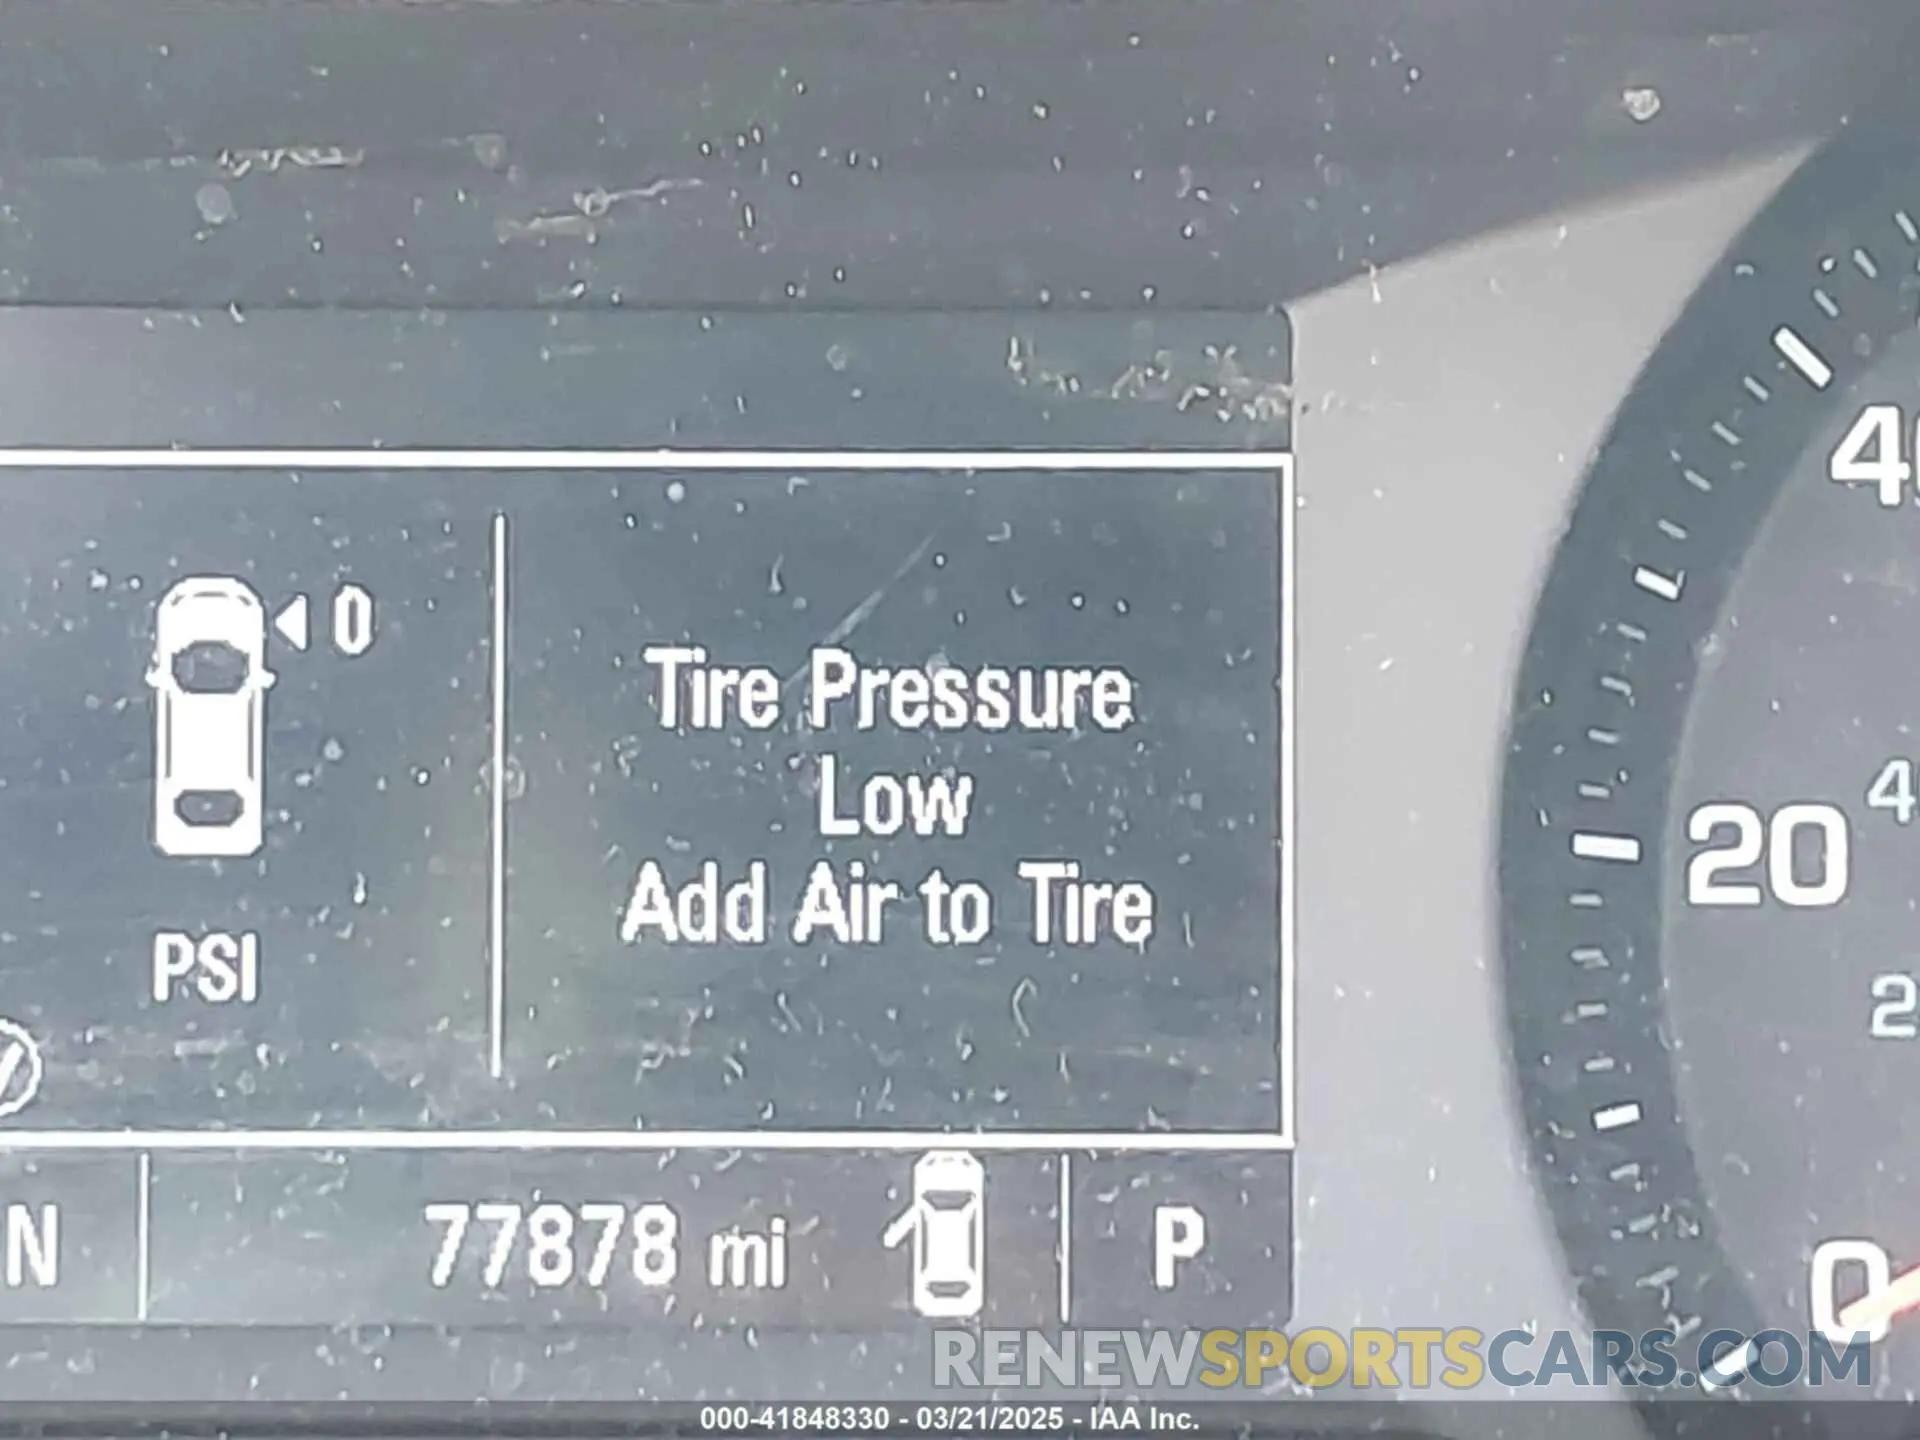 0
Tire Pressure
Low
Add Air to Tire
PSI
N
77878 mi
P
20
0
RENEWSPORTSCARS.COM
000-41848330 - 03/21/2025 - IAA Inc.